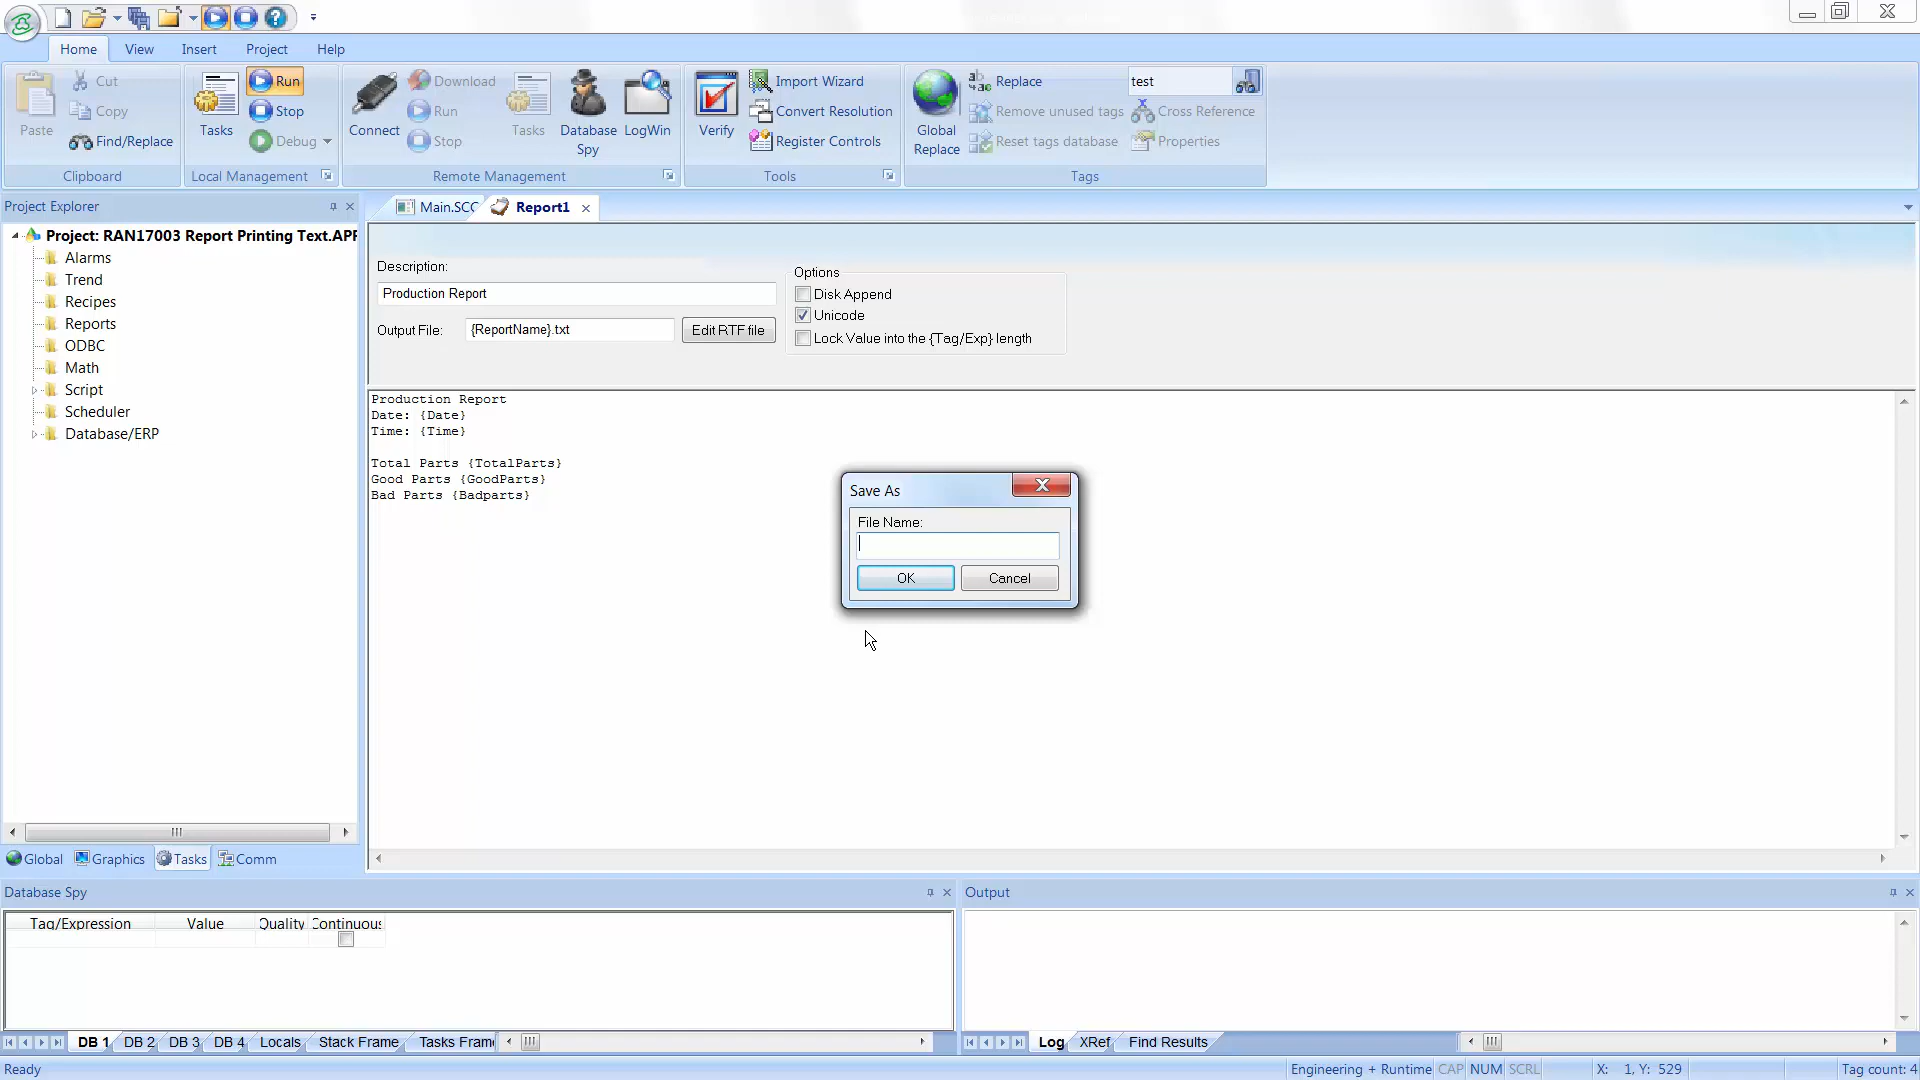 Home
View
Insert
Project
Help
Paste
Cut
Copy
Find/Replace
Clipboard
Tasks
Run
Stop
Debug
Local Management
Connect
Download
Run
Stop
Tasks
Database
Spy
LogWin
Remote Management
Verify
Import Wizard
Convert Resolution
Register Controls
Tools
Global
Replace
Replace
Remove unused tags
Reset tags database
test
Cross Reference
Properties
Tags
Project Explorer
Project: RAN17003 Report Printing Text.APP
Alarms
Trend
Recipes
Reports
ODBC
Math
Script
Scheduler
Database/ERP
Global
Graphics
Tasks
Comm
Main.SCC
Report1
Description:
Production Report
Output File:
{ReportName}.txt
Edit RTF file
Options
Disk Append
Unicode
Lock Value into the {Tag/Exp} length
Production Report
Date: {Date}
Time: {Time}
Total Parts {TotalParts}
Good Parts {GoodParts}
Bad Parts {Badparts}
Save As
File Name:
OK
Cancel
Database Spy
Tag/Expression
Value
Quality
Continuous
DB 1
DB 2
DB 3
DB 4
Locals
Stack Frame
Tasks Fram
Output
Log
XRef
Find Results
Ready
Engineering + Runtime
CAP
NUM
SCRL
X: 1, Y: 529
Tag count: 4